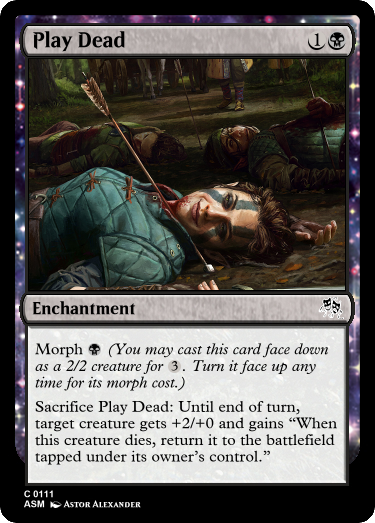 Play Dead 1
Enchantment
Morph (You may cast this card face down
as a 2/2 creature for 3. Turn it face up any
time for its morph cost.)
Sacrifice Play Dead: Until end of turn,
target creature gets +2/+0 and gains “When
this creature dies, return it to the battlefield
tapped under its owner’s control.”
C 0111
ASM Astor Alexander